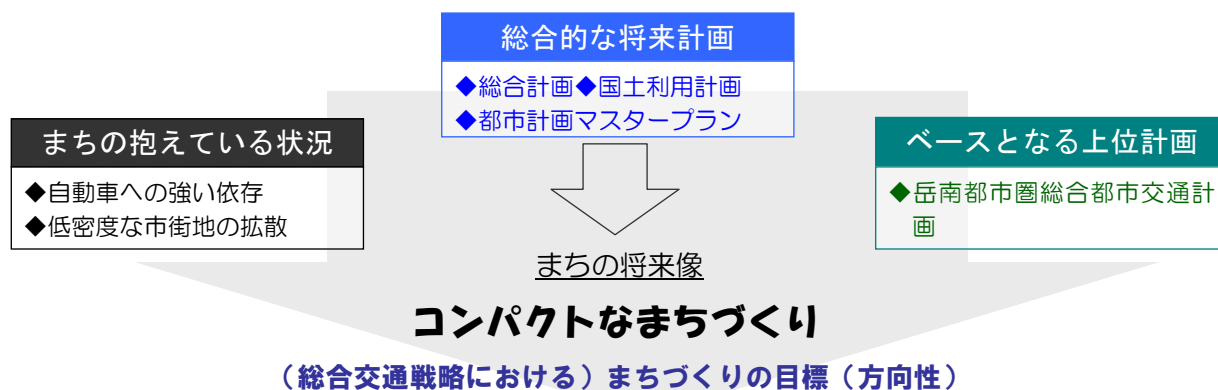 総合的な将来計画
◆総合計画◆国土利用計画
◆都市計画マスタープラン
まちの抱えている状況
◆自動車への強い依存
◆低密度な市街地の拡散
ベースとなる上位計画
◆岳南都市圏総合都市交通計
画
まちの将来像
コンパクトなまちづくり
（総合交通戦略における）まちづくりの目標（方向性）